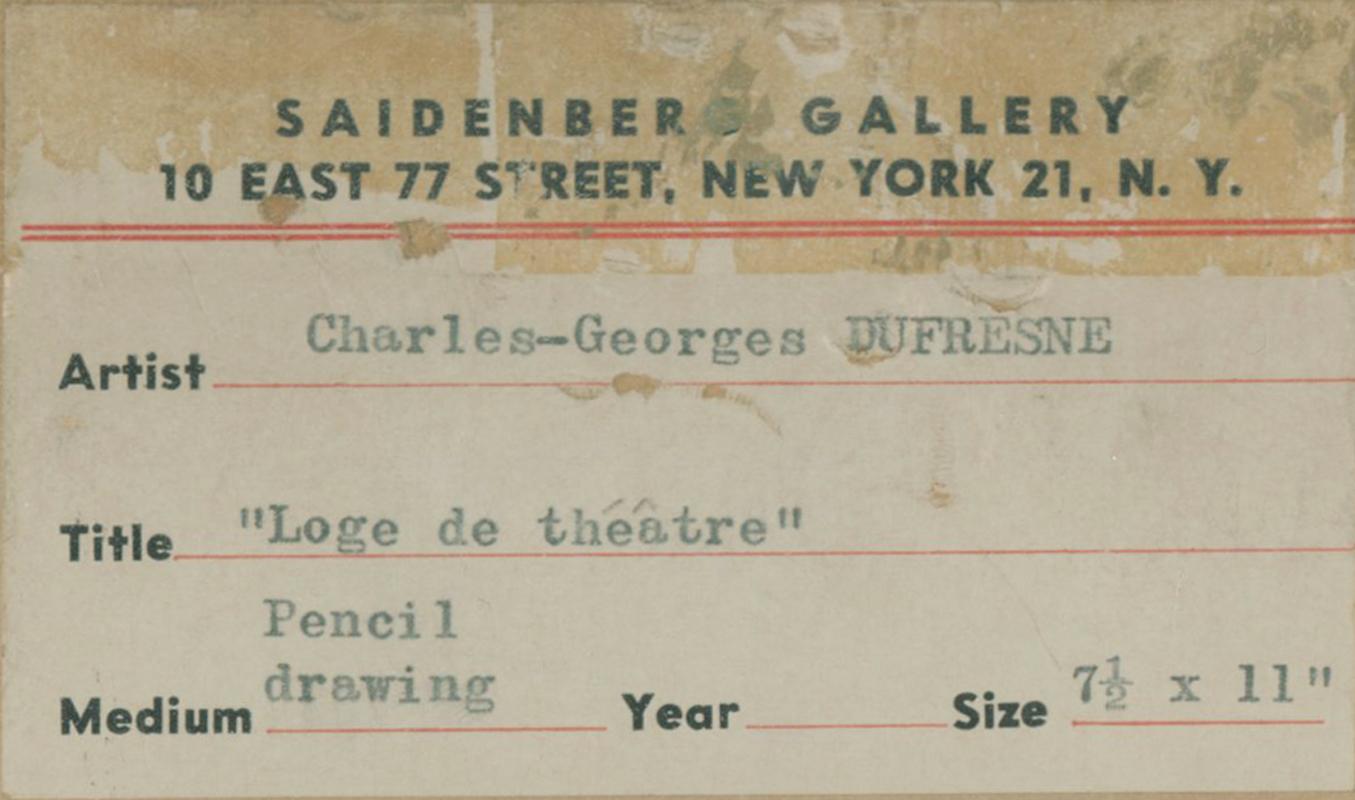 SAIDENBERG GALLERY
10 EAST 77 STREET, NEW YORK 21, N. Y.
Artist Charles-Georges DUFRESNE
Title "Loge de théâtre"
Pencil
Medium drawing Year Size 7½ x 11"